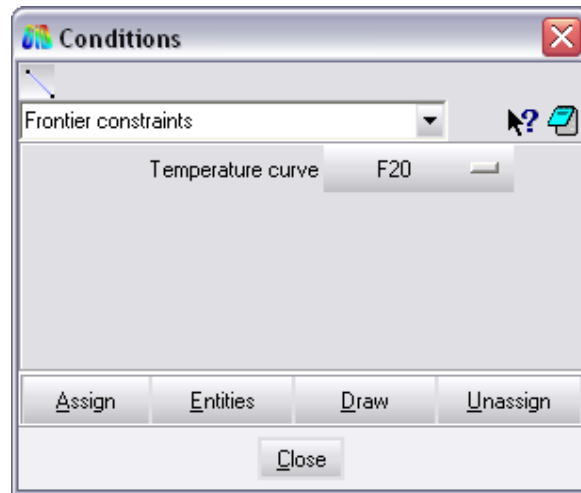 Conditions
Frontier constraints
?
Temperature curve F20
Assign Entities Draw Unassign
Close